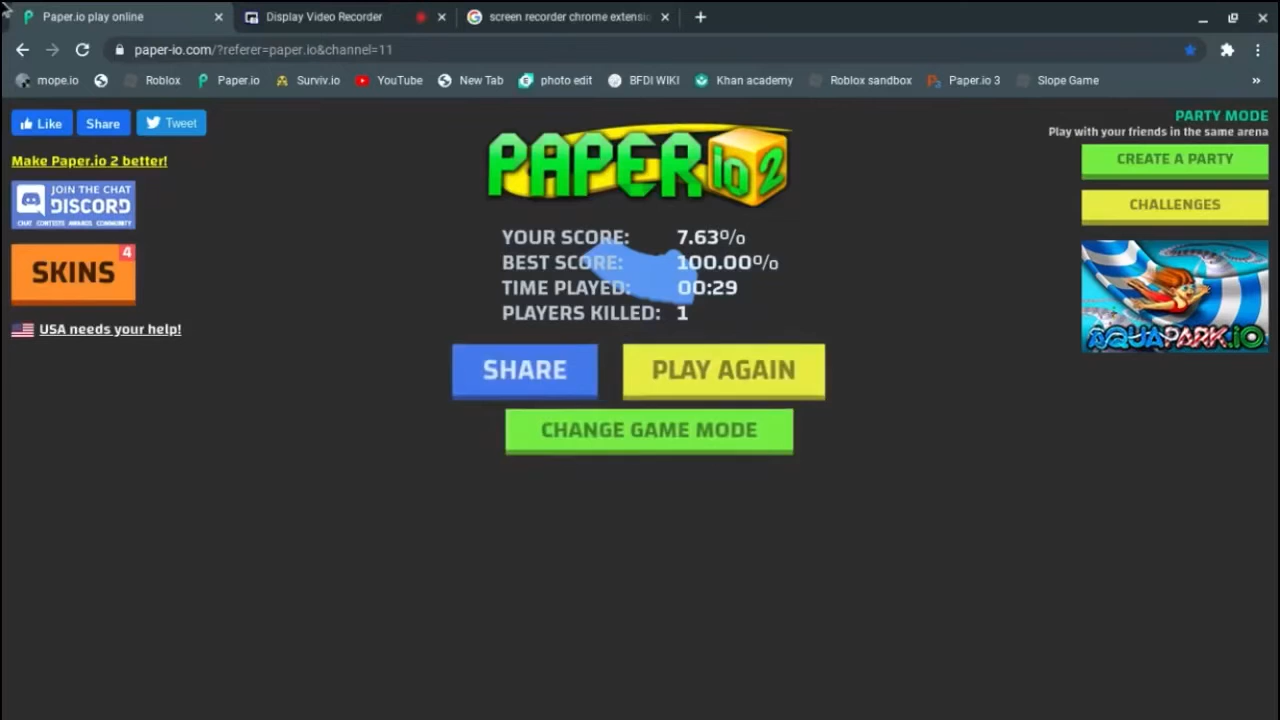 Paper.io play online
Display Video Recorder
screen recorder chrome extensio
paper-io.com/?referer=paper.io&channel=11
mope.io
Roblox
Paper.io
Surviv.io
YouTube
New Tab
photo edit
BFDI WIKI
Khan academy
Roblox sandbox
Paper.io 3
Slope Game
»
Like
Share
Tweet
Make Paper.io 2 better!
JOIN THE CHAT
DISCORD
CHAT CONTESTS AWARDS COMMUNITY
SKINS
4
USA needs your help!
PAPER io 2
YOUR SCORE: 7.63%
BEST SCORE: 100.00%
TIME PLAYED: 00:29
PLAYERS KILLED: 1
SHARE
PLAY AGAIN
CHANGE GAME MODE
PARTY MODE
Play with your friends in the same arena
CREATE A PARTY
CHALLENGES
AQUAPARK.IO